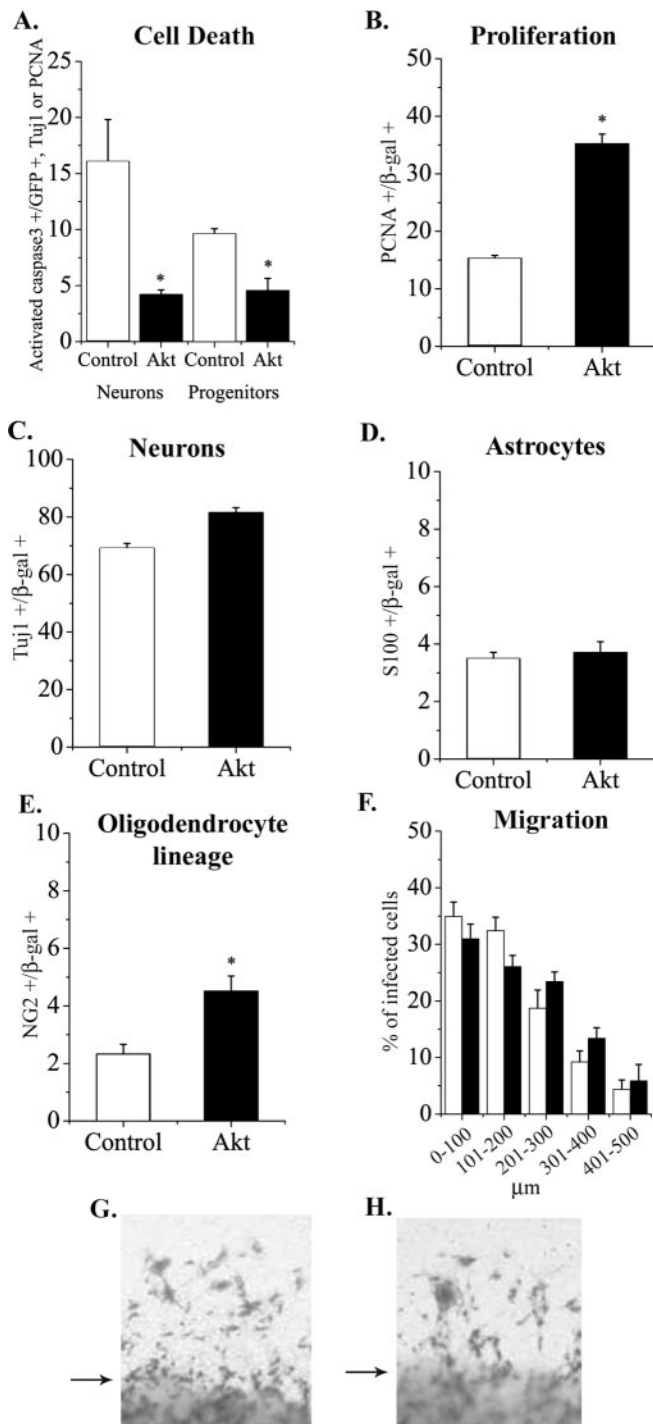 A.
Cell Death
Activated caspase3 +/GFP +, Tuj1 or PCNA
25
20
15
10
5
0
*
*
Control Akt Control Akt
Neurons Progenitors
B.
Proliferation
PCNA +/β-gal +
50
40
30
20
10
0
*
Control Akt
C.
Neurons
Tuj1 +/β-gal +
100
80
60
40
20
0
Control Akt
D.
Astrocytes
S100 +/β-gal +
10
8
6
4
2
0
Control Akt
E.
Oligodendrocyte
lineage
NG2 +/β-gal +
10
8
6
4
2
0
*
Control Akt
F.
Migration
% of infected cells
50
40
30
20
10
0
0-100
101-200
201-300
301-400
401-500
μm
G.
H.